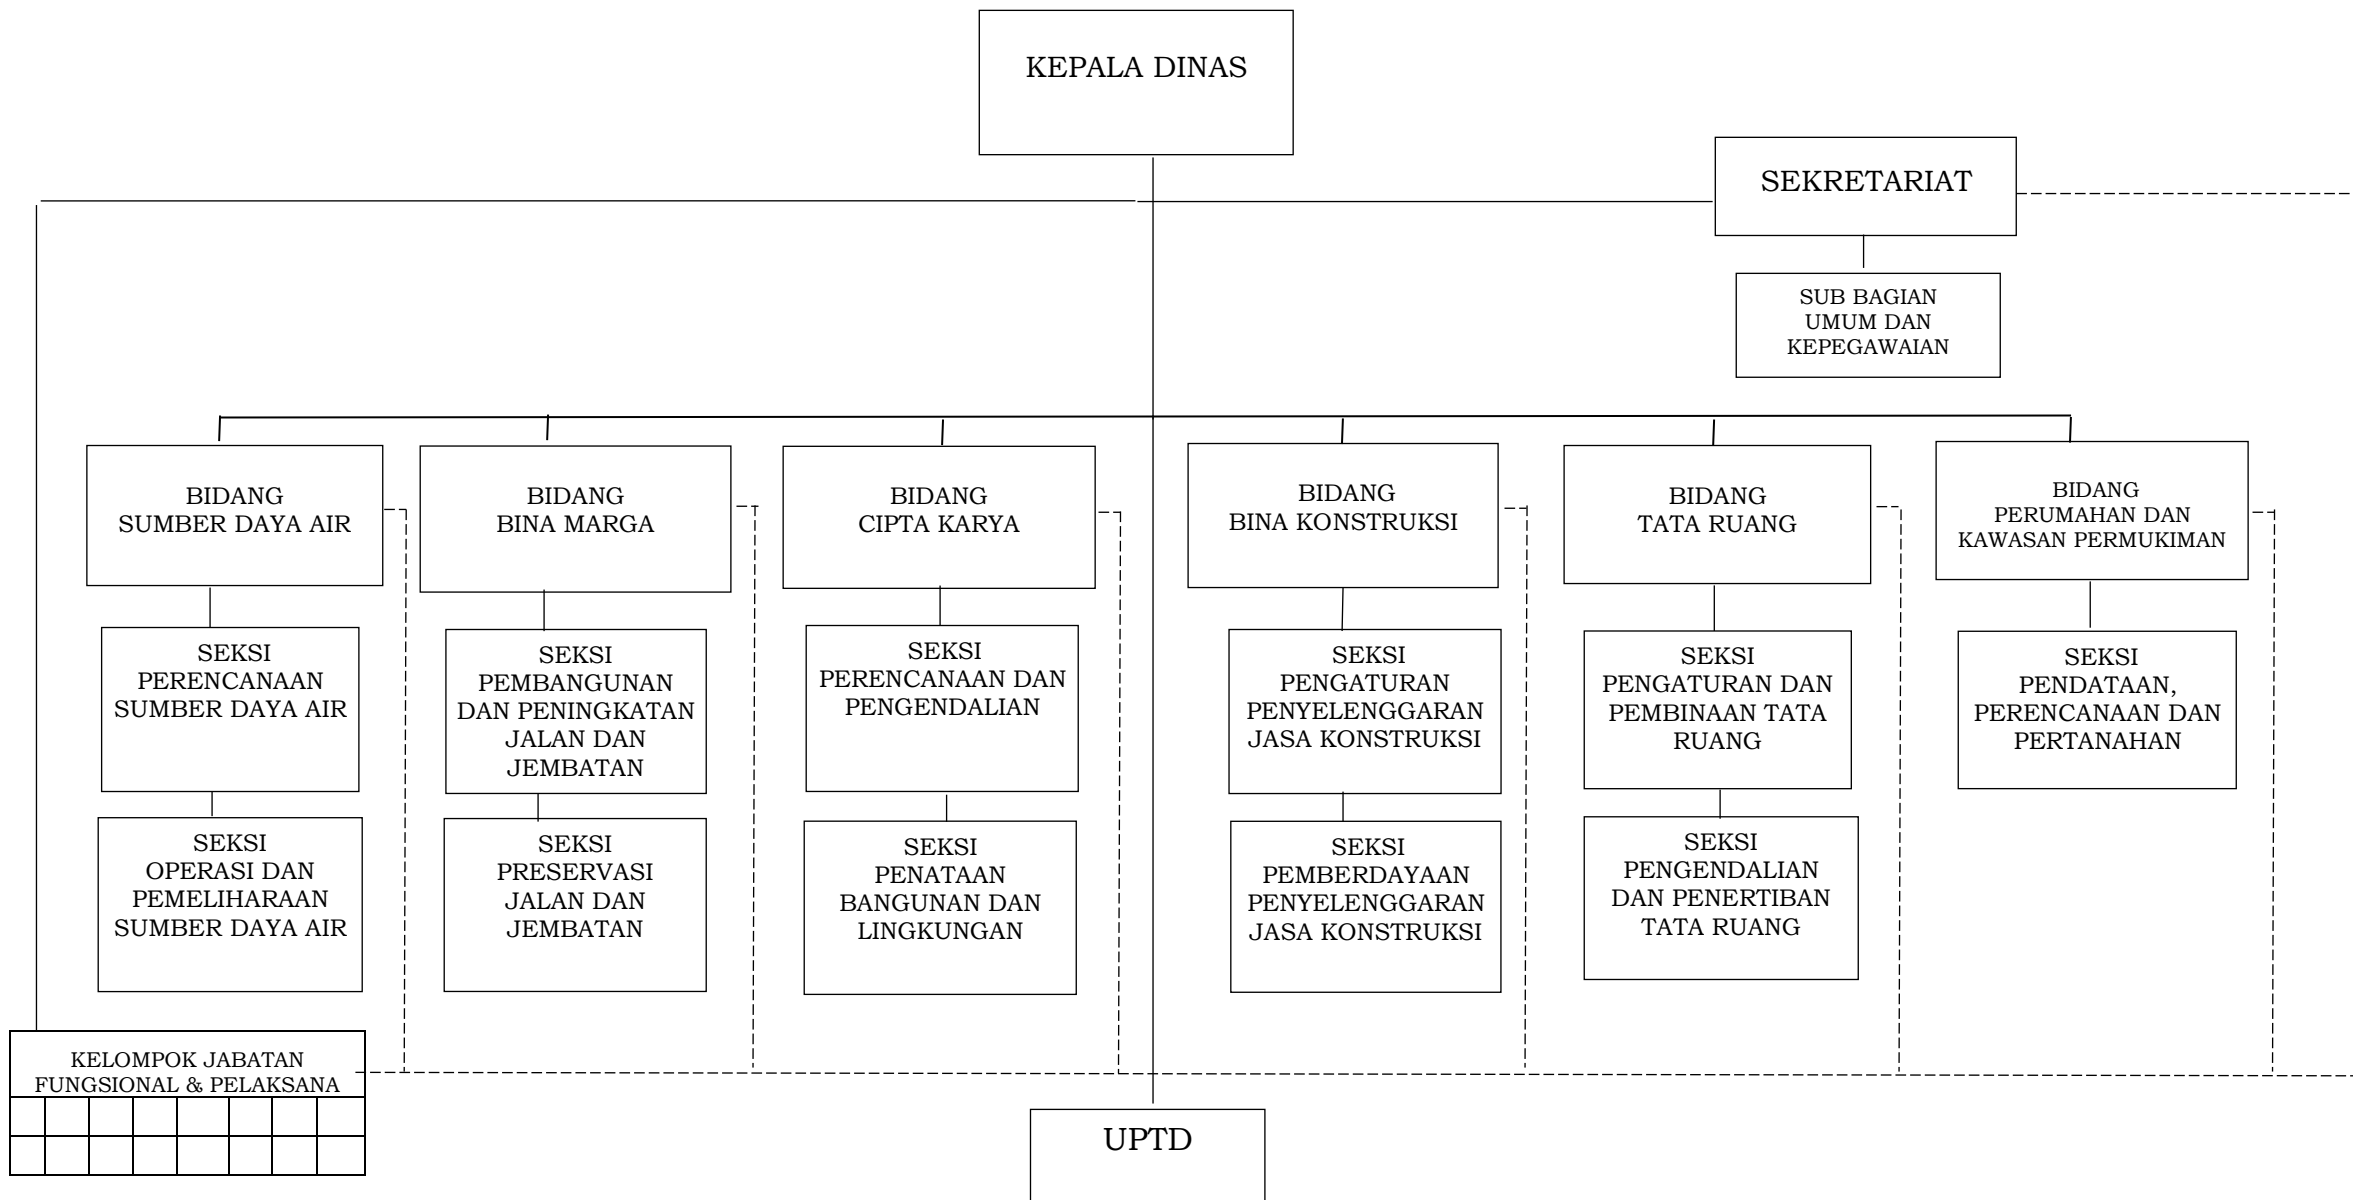 KEPALA DINAS
SEKRETARIAT
SUB BAGIAN
UMUM DAN
KEPEGAWAIAN
BIDANG
SUMBER DAYA AIR
BIDANG
BINA MARGA
BIDANG
CIPTA KARYA
BIDANG
BINA KONSTRUKSI
BIDANG
TATA RUANG
BIDANG
PERUMAHAN DAN
KAWASAN PERMUKIMAN
SEKSI
PERENCANAAN
SUMBER DAYA AIR
SEKSI
PEMBANGUNAN
DAN PENINGKATAN
JALAN DAN
JEMBATAN
SEKSI
PERENCANAAN DAN
PENGENDALIAN
SEKSI
PENGATURAN
PENYELENGGARAN
JASA KONSTRUKSI
SEKSI
PENGATURAN DAN
PEMBINAAN TATA
RUANG
SEKSI
PENDATAAN,
PERENCANAAN DAN
PERTANAHAN
SEKSI
OPERASI DAN
PEMELIHARAAN
SUMBER DAYA AIR
SEKSI
PRESERVASI
JALAN DAN
JEMBATAN
SEKSI
PENATAAN
BANGUNAN DAN
LINGKUNGAN
SEKSI
PEMBERDAYAAN
PENYELENGGARAN
JASA KONSTRUKSI
SEKSI
PENGENDALIAN
DAN PENERTIBAN
TATA RUANG
KELOMPOK JABATAN
FUNGSIONAL & PELAKSANA
UPTD